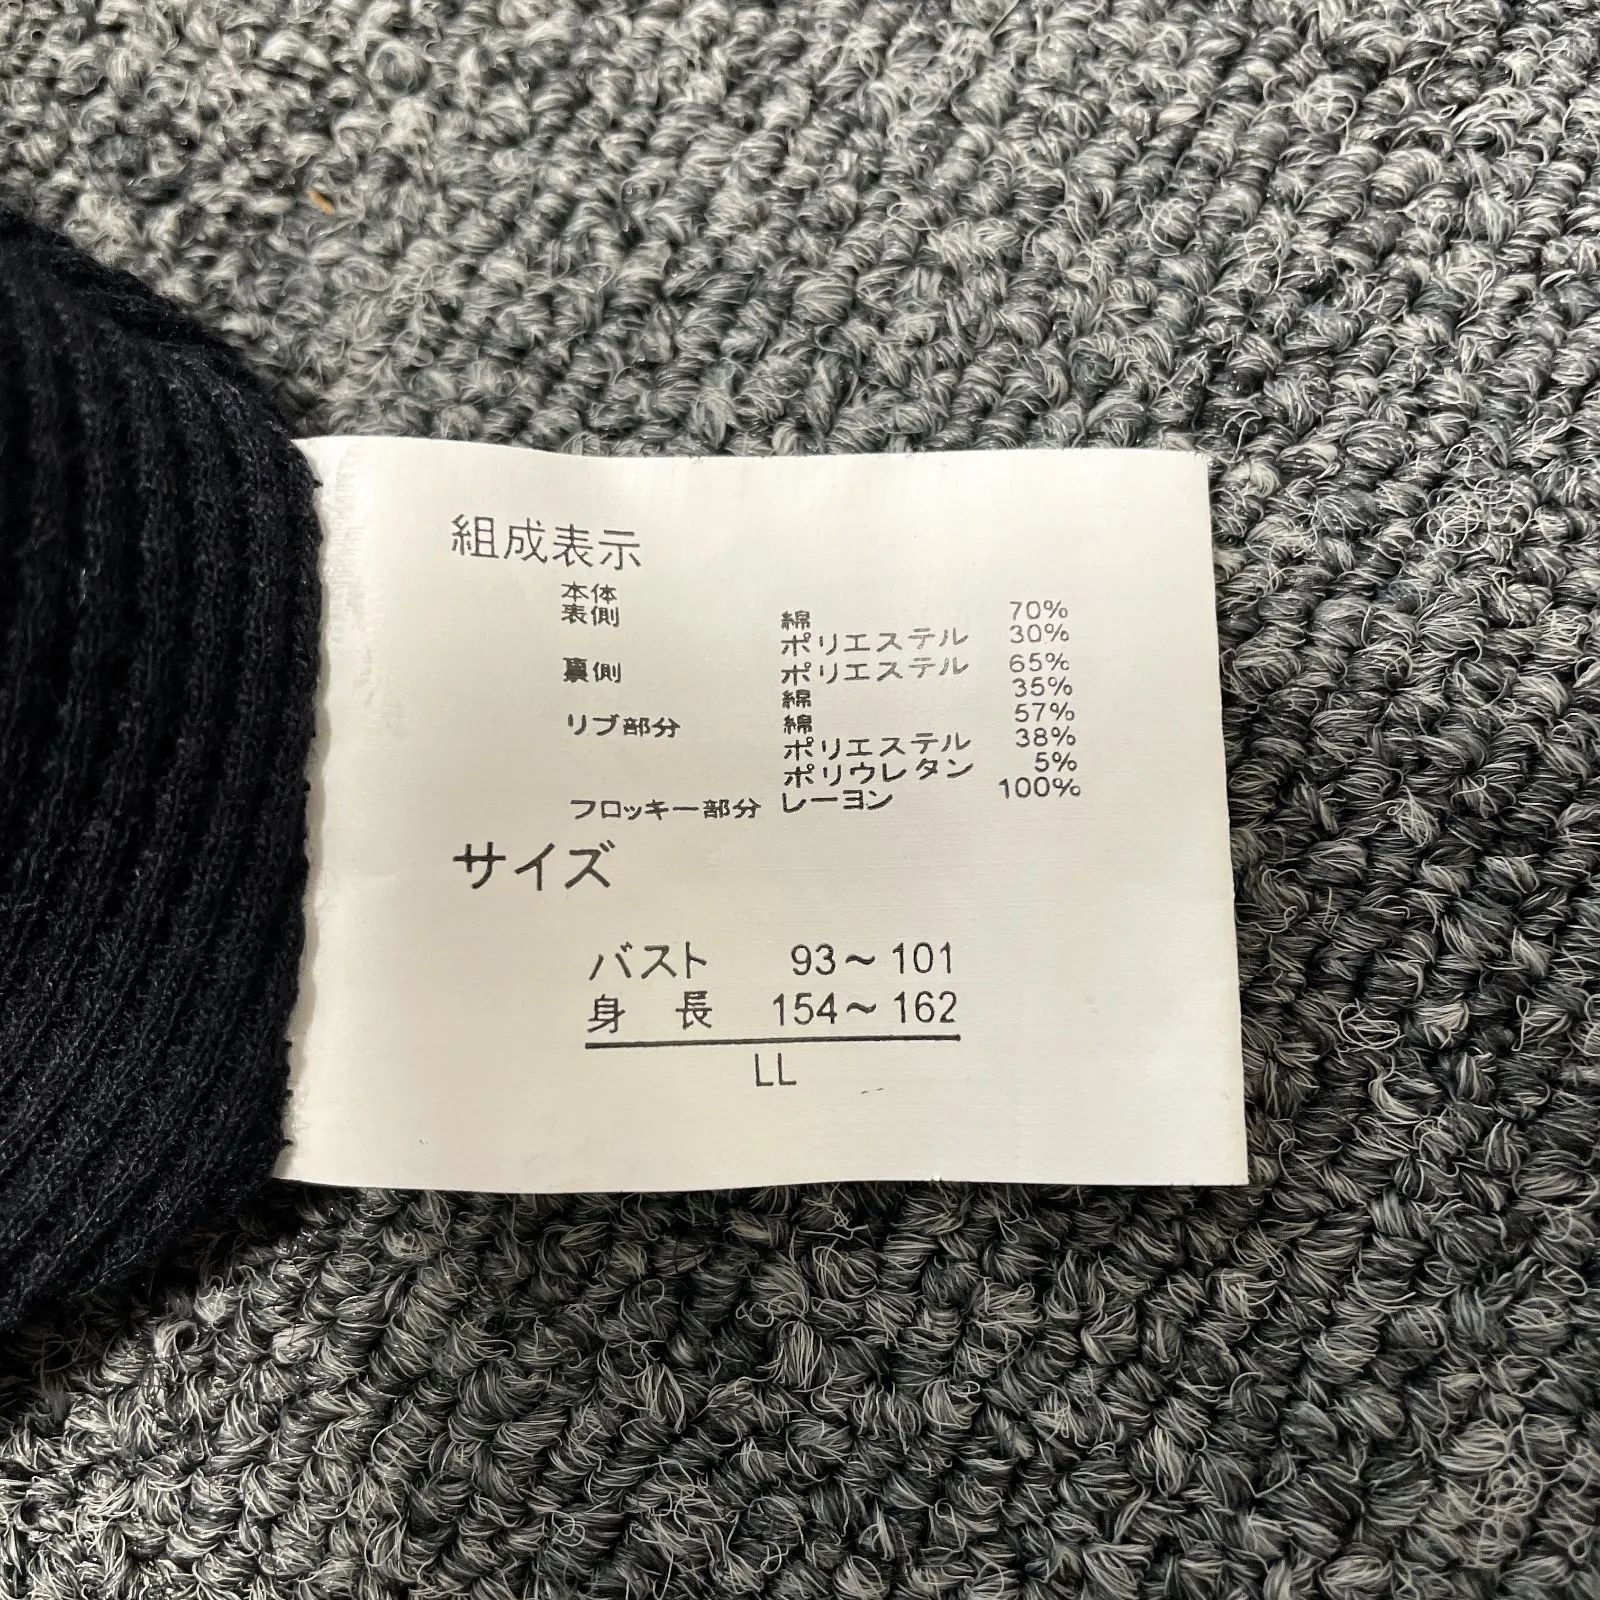 組成表示
本体
表側 綿 70%
ポリエステル 30%
裏側 ポリエステル 65%
綿 35%
リブ部分 綿 57%
ポリエステル 38%
ポリウレタン 5%
フロッキー部分 レーヨン 100%
サイズ
バスト 93～101
身長 154～162
LL